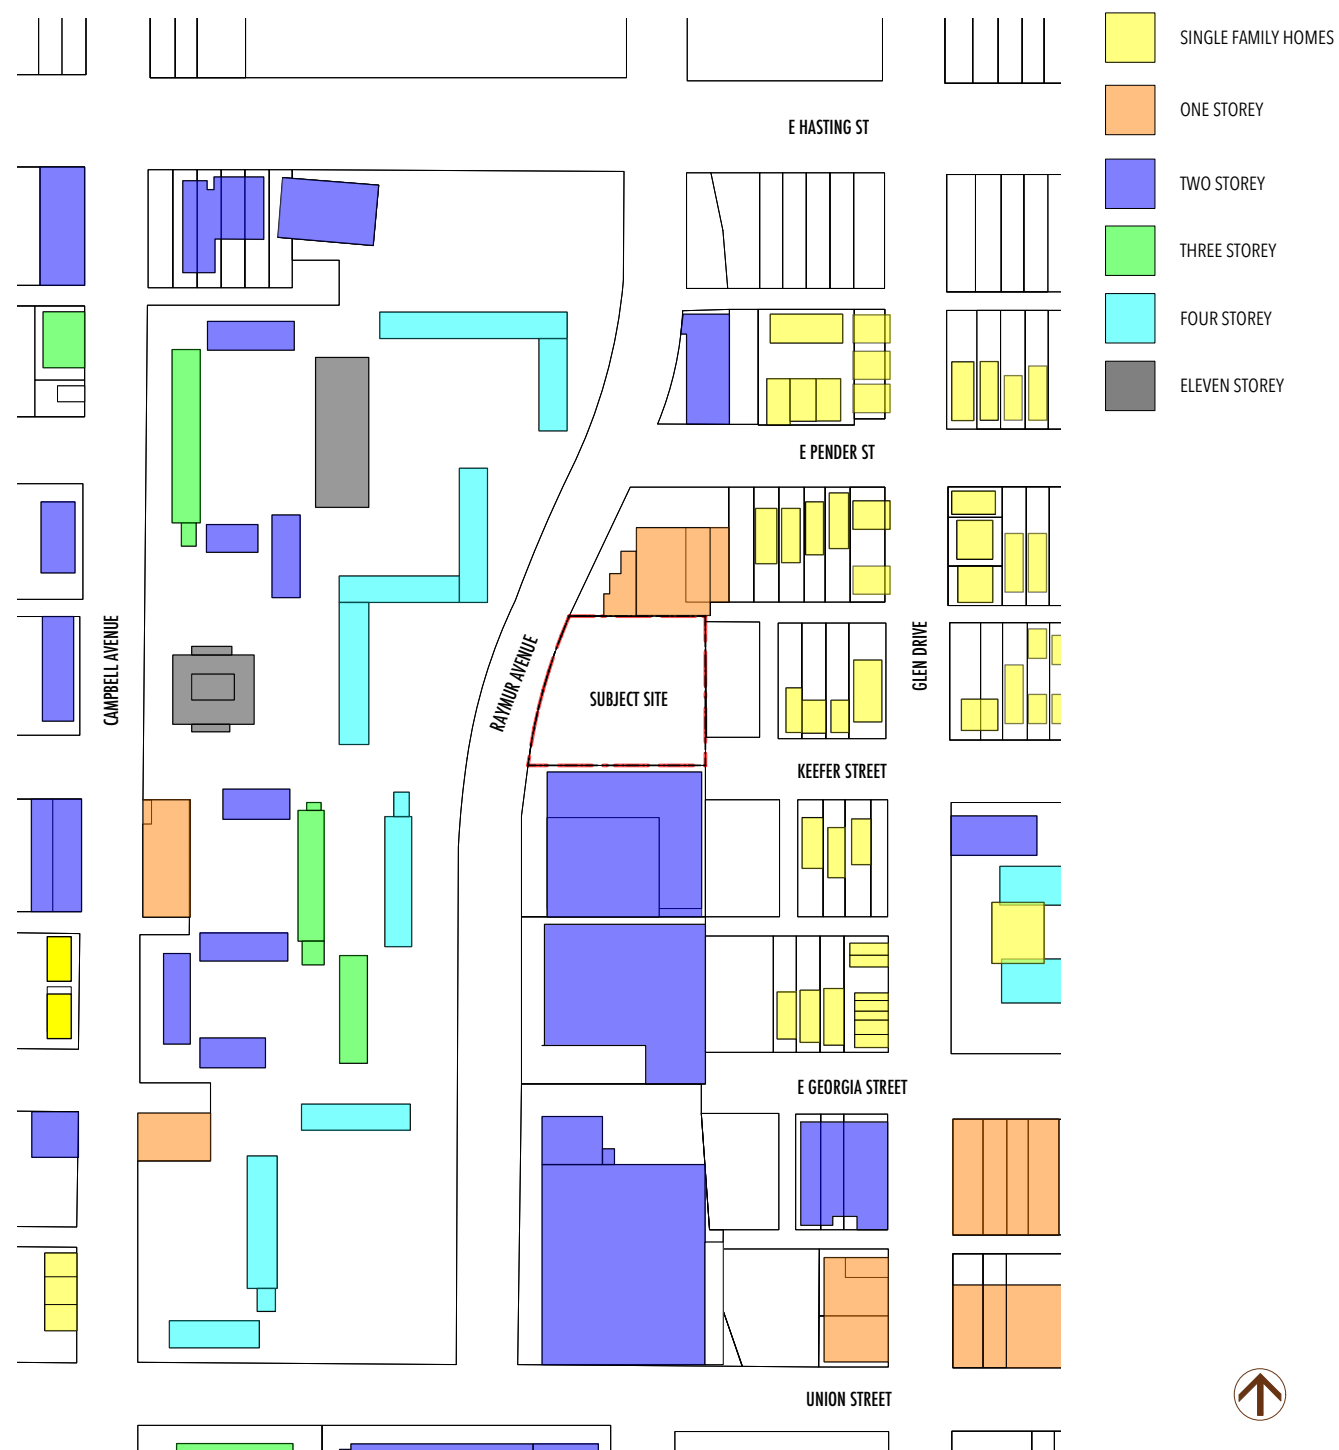 SINGLE FAMILY HOMES
ONE STOREY
E HASTING ST
TWO STOREY
THREE STOREY
FOUR STOREY
ELEVEN STOREY
E PENDER ST
CAMPBELL AVENUE
RAYMUR AVENUE
SUBJECT SITE
GLEN DRIVE
KEEFER STREET
E GEORGIA STREET
UNION STREET